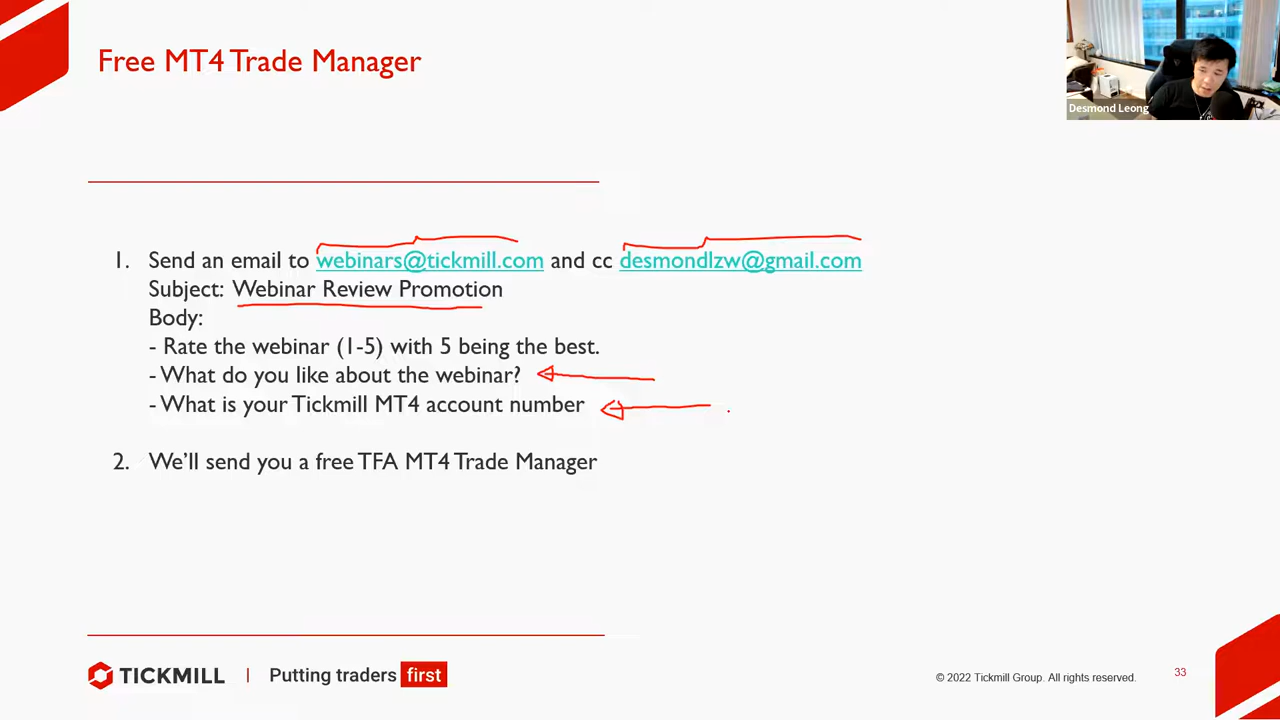 Free MT4 Trade Manager
Desmond Leong
1. Send an email to webinars@tickmill.com and cc desmondlzw@gmail.com
Subject: Webinar Review Promotion
Body:
- Rate the webinar (1-5) with 5 being the best.
- What do you like about the webinar?
- What is your Tickmill MT4 account number
2. We'll send you a free TFA MT4 Trade Manager
TICKMILL | Putting traders first
© 2022 Tickmill Group. All rights reserved.
33